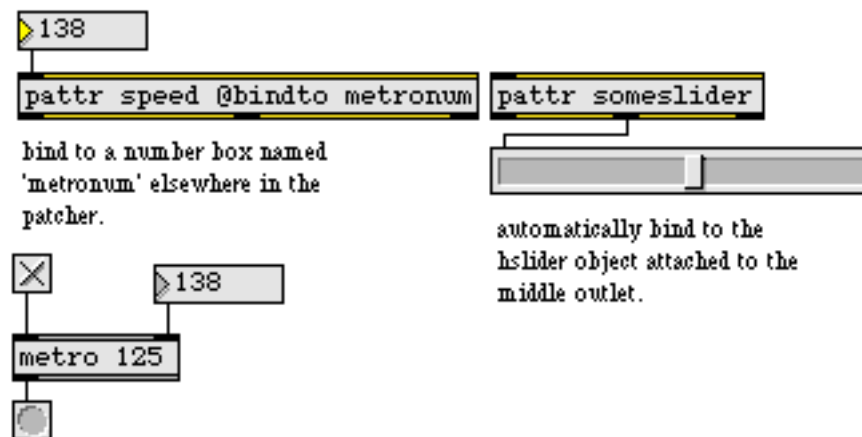 138
pattr speed @bindto metronum
bind to a number box named
'metronum' elsewhere in the
patcher.
pattr someslider
automatically bind to the
hslider object attached to the
middle outlet.
138
metro 125